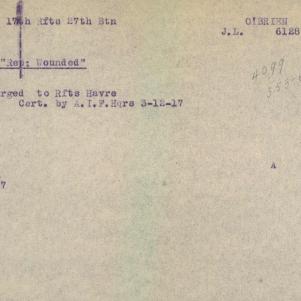 17th Rfts 27th Btn O'BRIEN
J.L. 6128
"Rep: Wounded"
4099
rged to Rfts Havre
Cert. by A.I.F.Hqrs 3-12-17
A
7